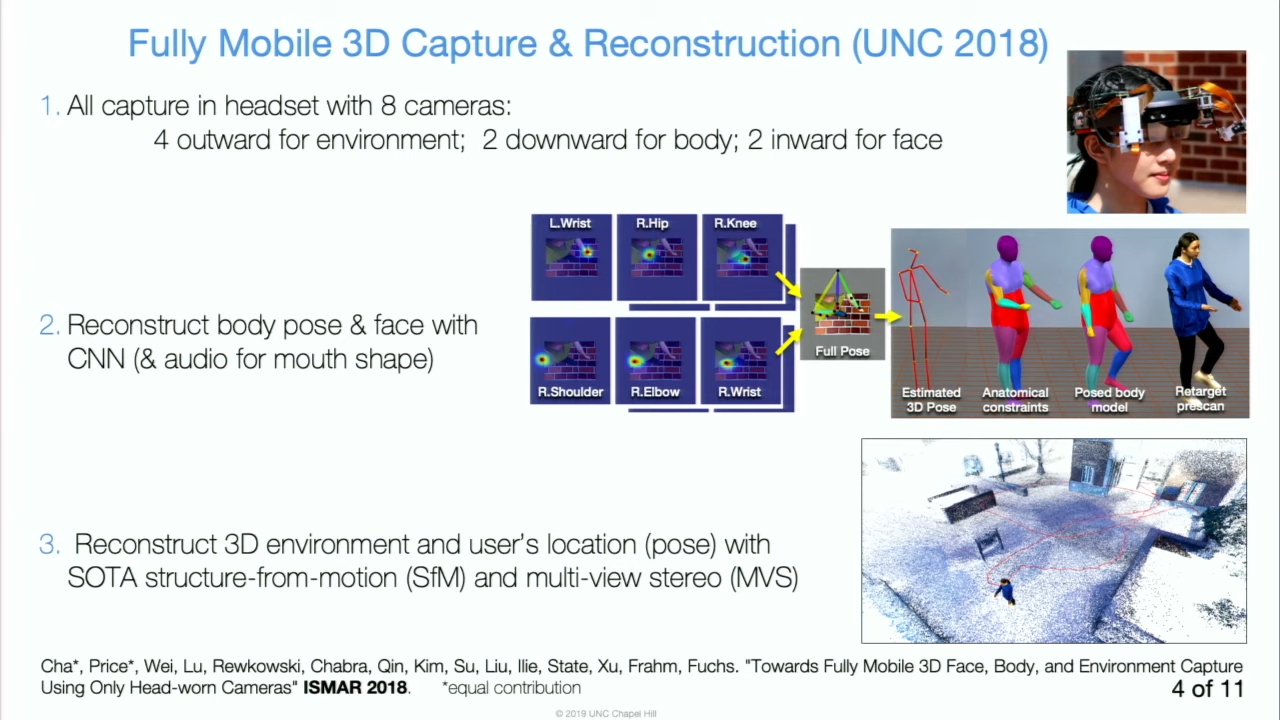 Fully Mobile 3D Capture & Reconstruction (UNC 2018)
1. All capture in headset with 8 cameras:
4 outward for environment; 2 downward for body; 2 inward for face
L.Wrist R.Hip R.Knee
2. Reconstruct body pose & face with
CNN (& audio for mouth shape)
Full Pose
R.Shoulder R.Elbow R.Wrist
Estimated
3D Pose
Anatomical
constraints
Posed body
model
Retarget
prescan
3. Reconstruct 3D environment and user's location (pose) with
SOTA structure-from-motion (SfM) and multi-view stereo (MVS)
Cha*, Price*, Wei, Lu, Rewkowski, Chabra, Qin, Kim, Su, Liu, Ilie, State, Xu, Frahm, Fuchs. "Towards Fully Mobile 3D Face, Body, and Environment Capture
Using Only Head-worn Cameras" ISMAR 2018. *equal contribution
4 of 11
© 2019 UNC Chapel Hill